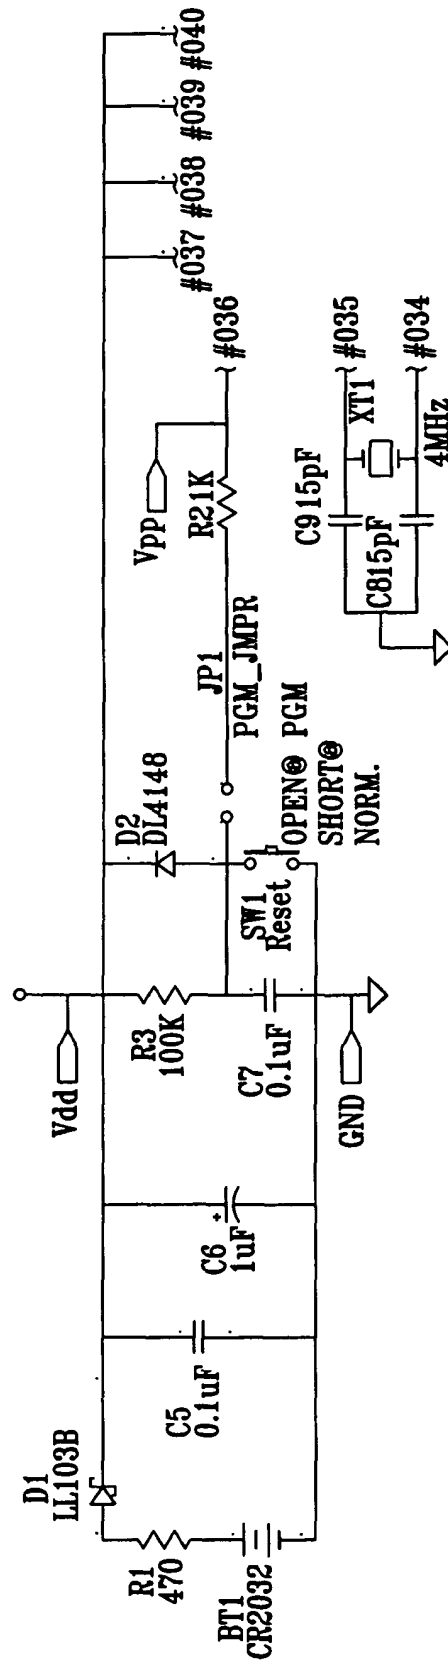 #037
#038
#039
#040
D1
LL103B
Vdd
D2
DL4148
Vpp
#036
R1
470
C5
0.1uF
C6
1uF
R3
100K
JP1
PGM_JMPR
R21K
C7
0.1uF
SW1
Reset
OPEN@ PGM
SHORT@
NORM.
BT1
CR2032
GND
C915pF
XT1
#035
C815pF
4MHz
#034